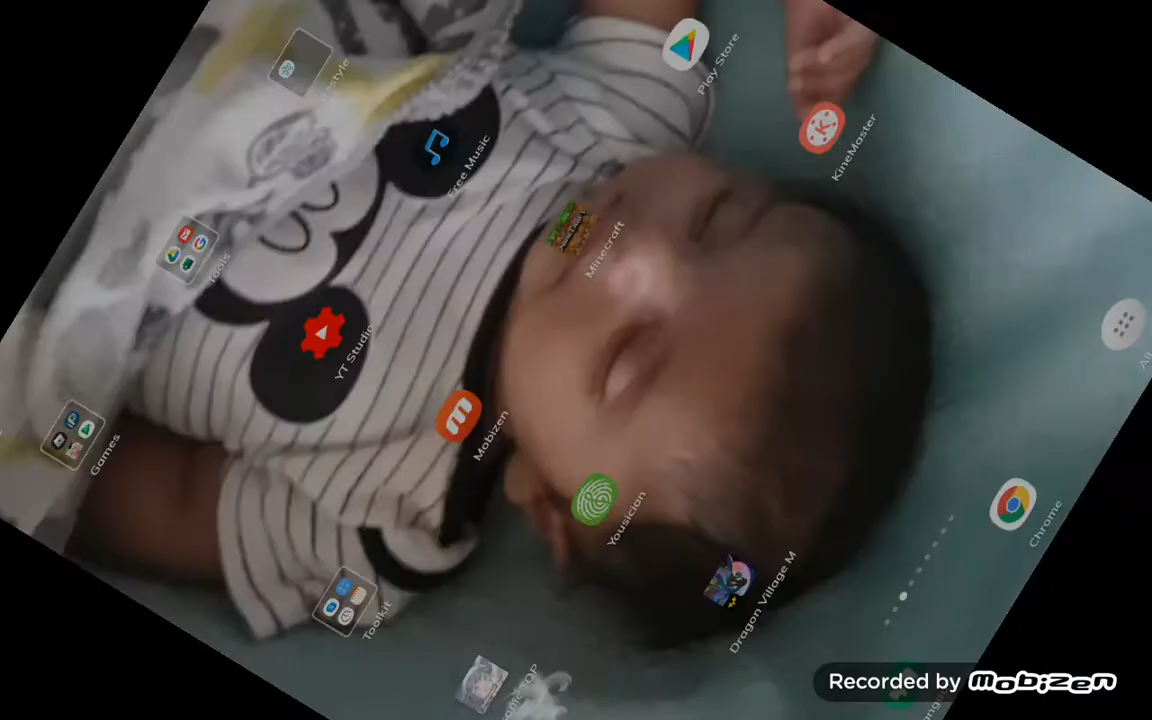 Play Store
KineMaster
Free Music
Minecraft
Tools
YT Studio
Mobizen
Games
Yousician
Chrome
Dragon Village M
Toolkit
Recorded by mobizen